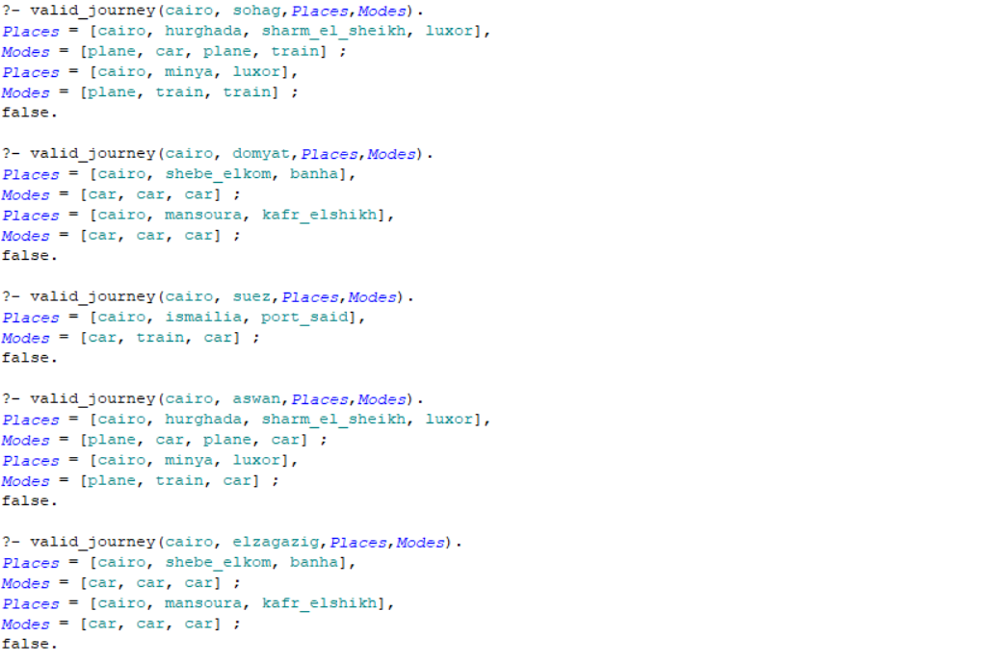 ?- valid_journey(cairo, sohag,Places,Modes).
Places = [cairo, hurghada, sharm_el_sheikh, luxor],
Modes = [plane, car, plane, train] ;
Places = [cairo, minya, luxor],
Modes = [plane, train, train] ;
false.

?- valid_journey(cairo, domyat,Places,Modes).
Places = [cairo, shebe_elkom, banha],
Modes = [car, car, car] ;
Places = [cairo, mansoura, kafr_elshikh],
Modes = [car, car, car] ;
false.

?- valid_journey(cairo, suez,Places,Modes).
Places = [cairo, ismailia, port_said],
Modes = [car, train, car] ;
false.

?- valid_journey(cairo, aswan,Places,Modes).
Places = [cairo, hurghada, sharm_el_sheikh, luxor],
Modes = [plane, car, plane, car] ;
Places = [cairo, minya, luxor],
Modes = [plane, train, car] ;
false.

?- valid_journey(cairo, elzagazig,Places,Modes).
Places = [cairo, shebe_elkom, banha],
Modes = [car, car, car] ;
Places = [cairo, mansoura, kafr_elshikh],
Modes = [car, car, car] ;
false.